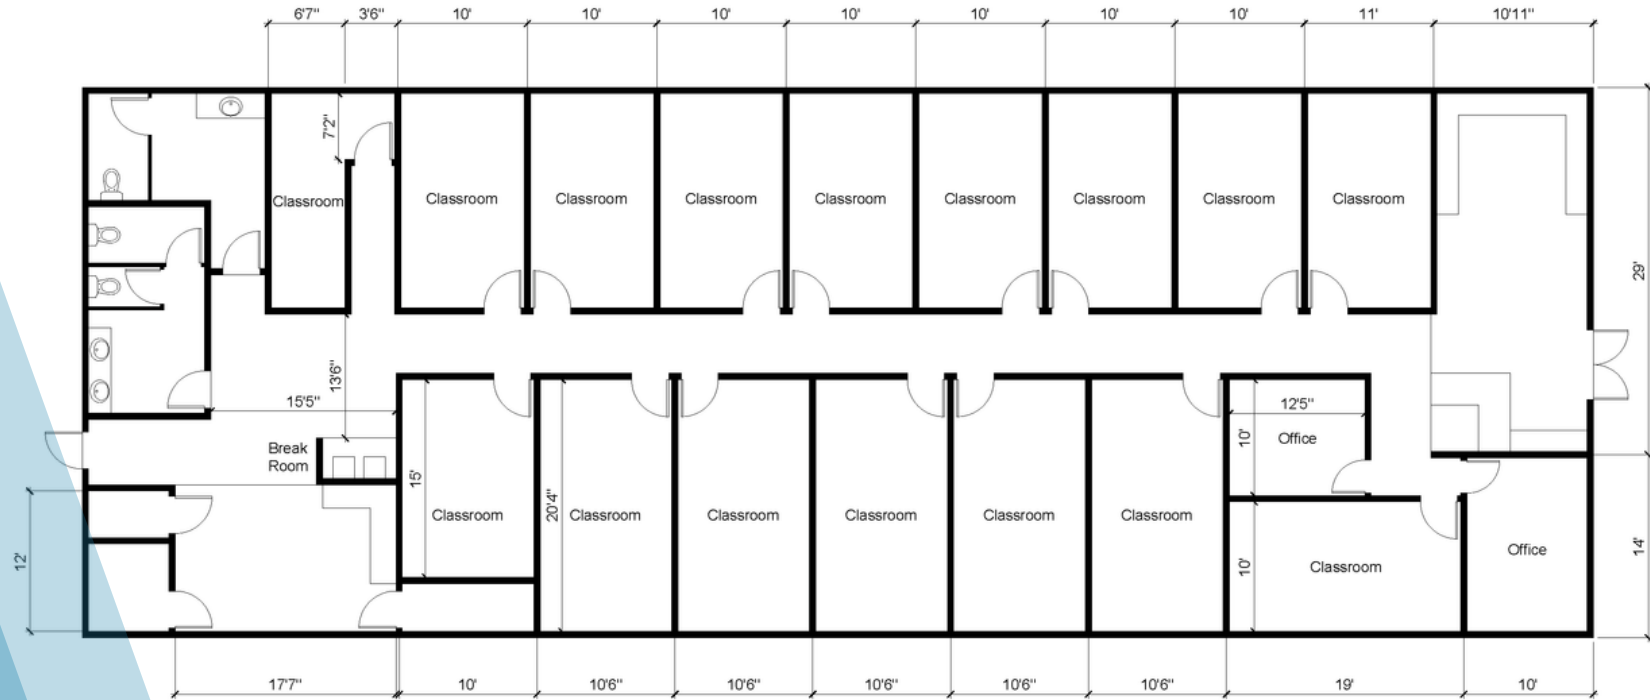 6'7" 3'6" 10' 10' 10' 10' 10' 10' 10' 11' 10'11"
7'2"
Classroom Classroom Classroom Classroom Classroom Classroom Classroom Classroom Classroom
29'
13'6"
15'5"
12'5"
Break
Room
10' Office
15'
20'4"
Classroom Classroom Classroom Classroom Classroom Classroom
12'
10' Classroom
Office
14'
17'7" 10' 10'6" 10'6" 10'6" 10'6" 10'6" 19' 10'